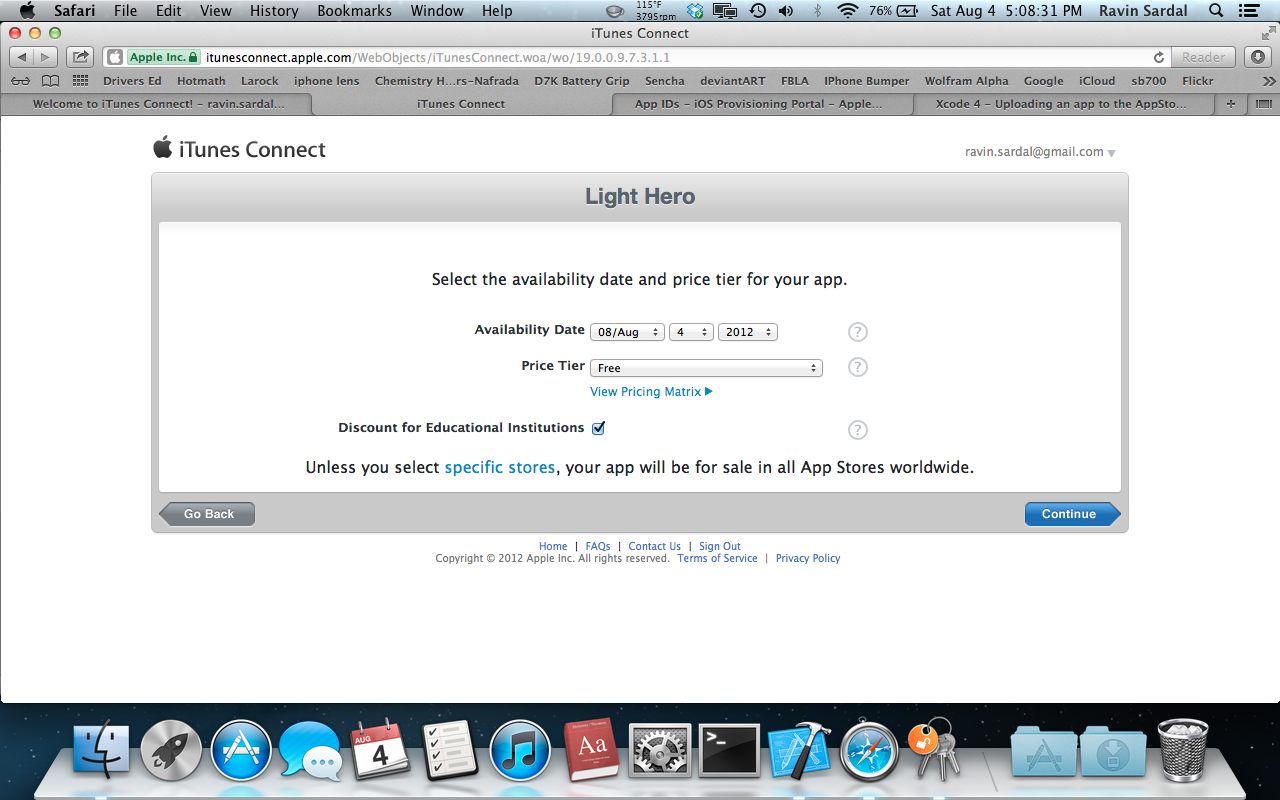 Safari File Edit View History Bookmarks Window Help 115°F 3795rpm 76% Sat Aug 4 5:08:31 PM Ravin Sardal
iTunes Connect
Apple Inc. itunesconnect.apple.com/WebObjects/iTunesConnect.woa/wo/19.0.0.9.7.3.1.1 Reader
Drivers Ed Hotmath Larock iphone lens Chemistry H...rs-Nafrada D7K Battery Grip Sencha deviantART FBLA IPhone Bumper Wolfram Alpha Google iCloud sb700 Flickr
Welcome to iTunes Connect! – ravin.sardal... iTunes Connect App IDs – iOS Provisioning Portal – Apple... Xcode 4 – Uploading an app to the AppSto...
iTunes Connect ravin.sardal@gmail.com
Light Hero
Select the availability date and price tier for your app.
Availability Date 08/Aug 4 2012 ?
Price Tier Free ?
View Pricing Matrix
Discount for Educational Institutions ?
Unless you select specific stores, your app will be for sale in all App Stores worldwide.
Go Back Continue
Home | FAQs | Contact Us | Sign Out
Copyright © 2012 Apple Inc. All rights reserved. Terms of Service | Privacy Policy
AUG
4
Aa
>_